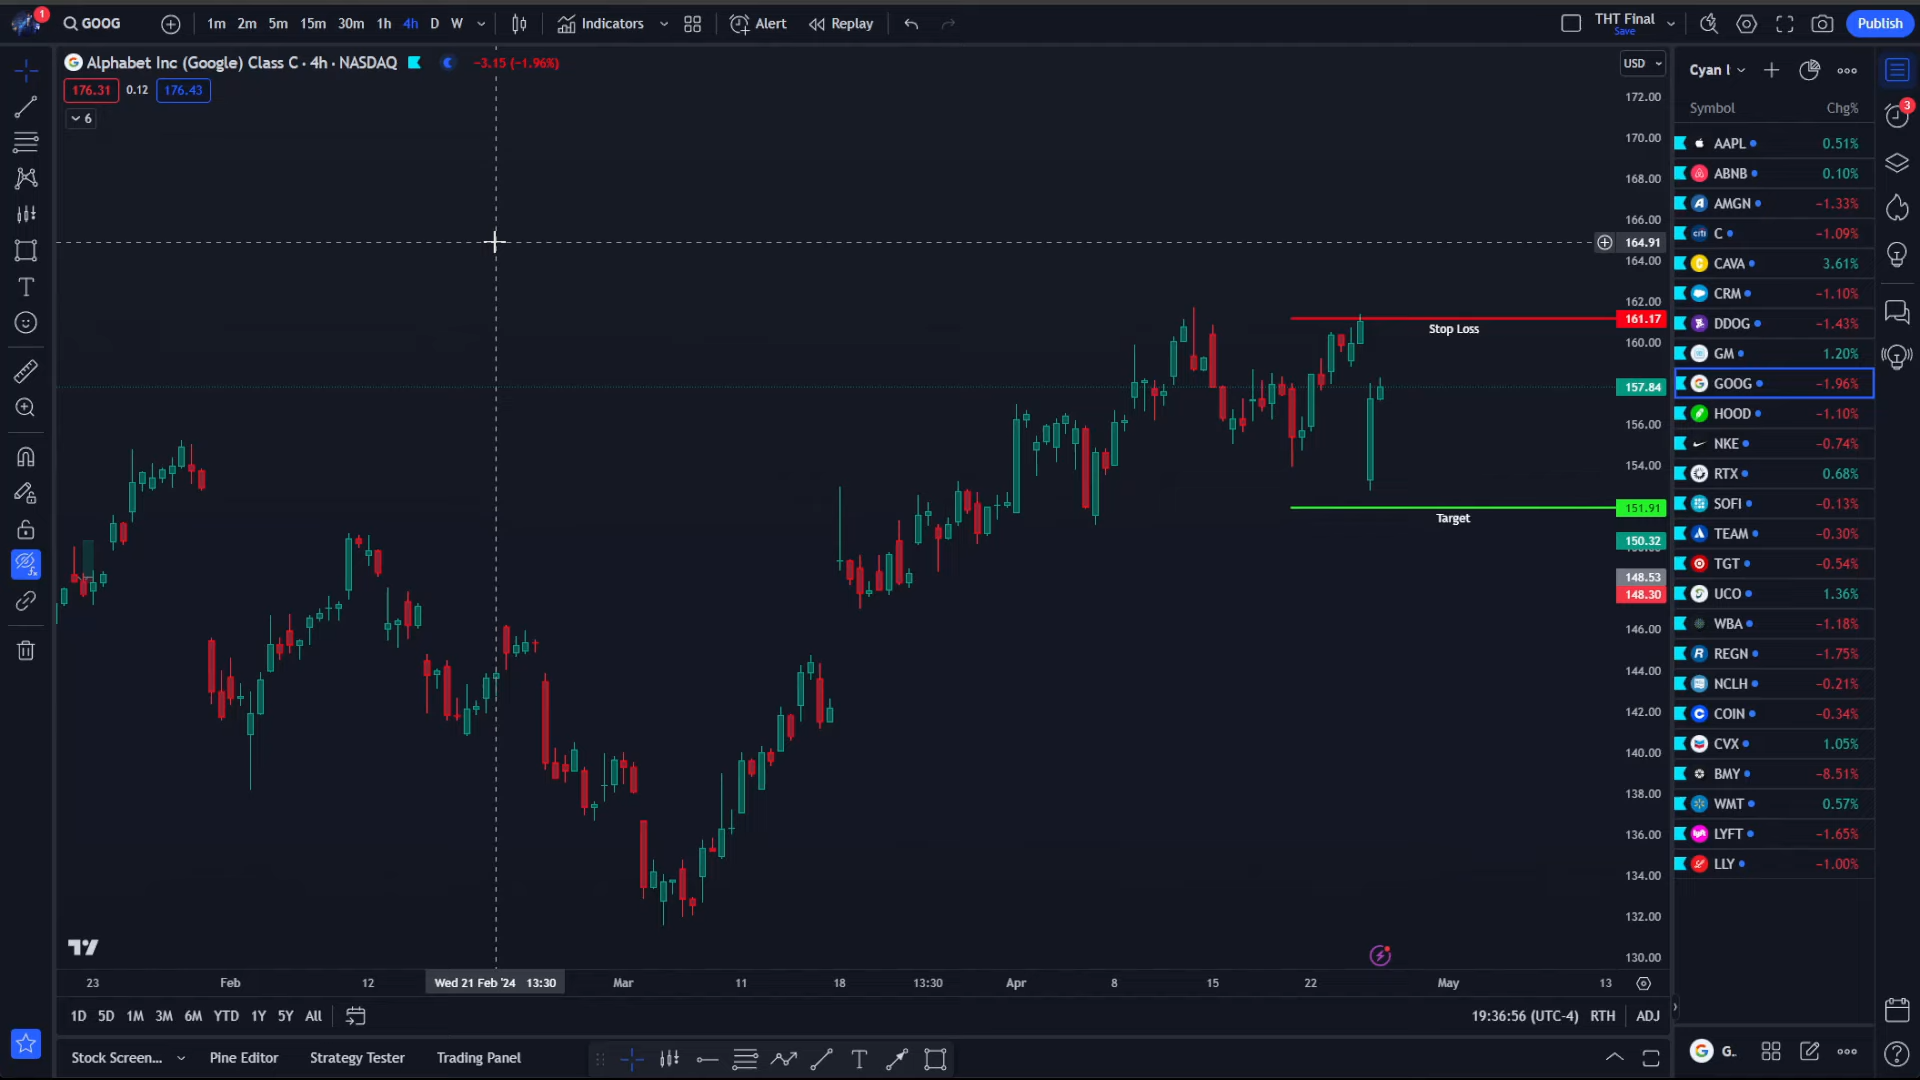 1
GOOG
1m 2m 5m 15m 30m 1h 4h D W
Indicators
Alert
Replay
THT Final
Save
Publish
Alphabet Inc (Google) Class C · 4h · NASDAQ
−3.15 (−1.96%)
176.31 0.12 176.43
6
USD
172.00
170.00
168.00
166.00
164.91
164.00
162.00
161.17
160.00
157.84
156.00
154.00
151.91
150.32
148.53
148.30
146.00
144.00
142.00
140.00
138.00
136.00
134.00
132.00
130.00
Stop Loss
Target
23 Feb 12 Wed 21 Feb '24 13:30 Mar 11 18 13:30 Apr 8 15 22 May 13
1D 5D 1M 3M 6M YTD 1Y 5Y All
19:36:56 (UTC-4) RTH ADJ
Stock Screen... Pine Editor Strategy Tester Trading Panel
Cyan l
3
Symbol Chg%
AAPL 0.51%
ABNB 0.10%
AMGN −1.33%
citi C −1.09%
CAVA 3.61%
CRM −1.10%
DDOG −1.43%
GM 1.20%
GOOG −1.96%
HOOD −1.10%
NKE −0.74%
RTX 0.68%
SOFI −0.13%
TEAM −0.30%
TGT −0.54%
UCO 1.36%
WBA −1.18%
REGN −1.75%
NCLH −0.21%
COIN −0.34%
CVX 1.05%
BMY −8.51%
WMT 0.57%
LYFT −1.65%
LLY −1.00%
G..